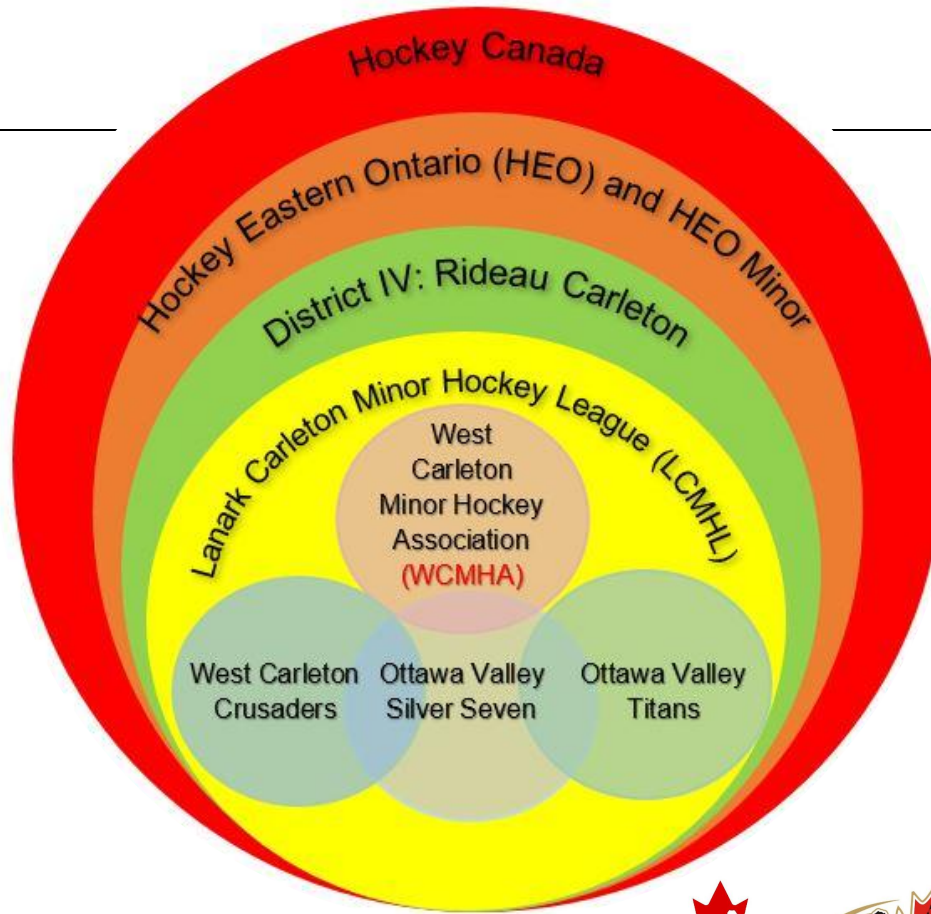 Hockey Canada
Hockey Eastern Ontario (HEO) and HEO Minor
District IV: Rideau Carleton
Lanark Carleton Minor Hockey League (LCMHL)
West
Carleton
Minor Hockey
Association
(WCMHA)
West Carleton
Crusaders
Ottawa Valley
Silver Seven
Ottawa Valley
Titans